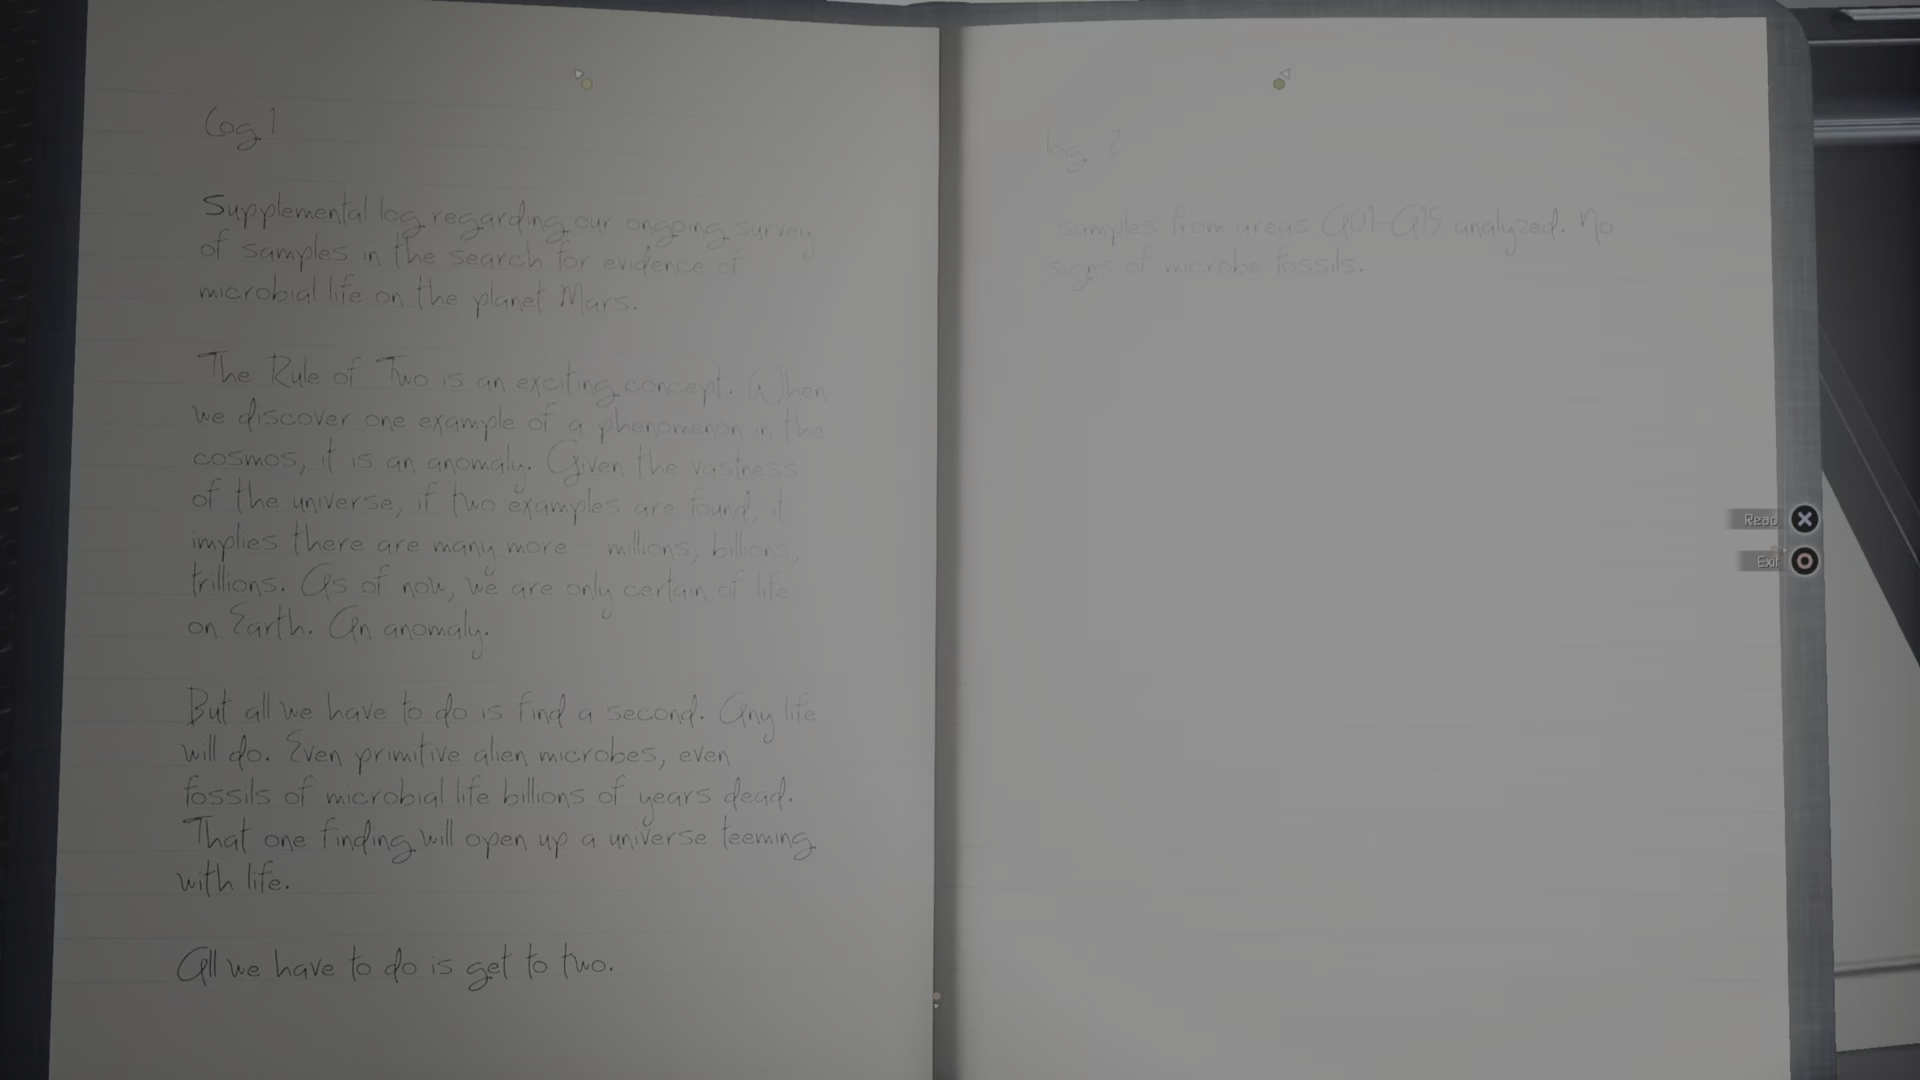 Log 1
Supplemental log regarding our ongoing survey
of samples in the search for evidence of
microbial life on the planet Mars.
The Rule of Two is an exciting concept. When
we discover one example of a phenomenon in the
cosmos, it is an anomaly. Given the vastness
of the universe, if two examples are found, it
implies there are many more - millions, billions,
trillions. As of now, we are only certain of life
on Earth. An anomaly.
But all we have to do is find a second. Any life
will do. Even primitive alien microbes, even
fossils of microbial life billions of years dead.
That one finding will open up a universe teeming
with life.
All we have to do is get to two.
log 2
samples from areas A01-A15 analyzed. No
signs of microbe fossils.
Read
Exit